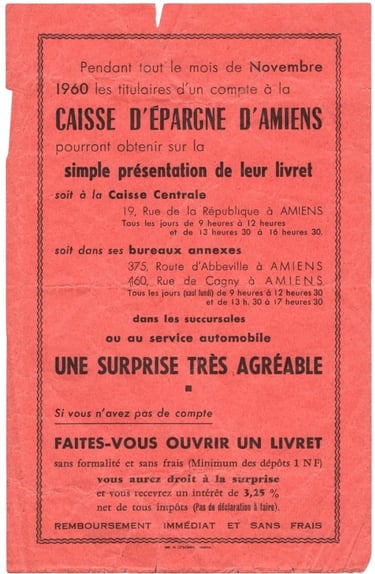 Pendant tout le mois de Novembre
1960 les titulaires d'un compte à la
CAISSE D'ÉPARGNE D'AMIENS
pourront obtenir sur la
simple présentation de leur livret
soit à la Caisse Centrale
19, Rue de la République à AMIENS
Tous les jours de 9 heures à 12 heures
et de 13 heures 30 à 16 heures 30.
soit dans ses bureaux annexes
375, Route d'Abbeville à AMIENS
460, Rue de Cagny à AMIENS
Tous les jours (sauf lundi) de 9 heures à 12 heures 30
et de 13 h. 30 à 17 heures 30
dans les succursales
ou au service automobile
UNE SURPRISE TRÈS AGRÉABLE
Si vous n'avez pas de compte
FAITES-VOUS OUVRIR UN LIVRET
sans formalité et sans frais (Minimum des dépôts 1 NF)
vous aurez droit à la surprise
et vous recevrez un intérêt de 3,25 %
net de tous impôts (Pas de déclaration à faire).
REMBOURSEMENT IMMÉDIAT ET SANS FRAIS